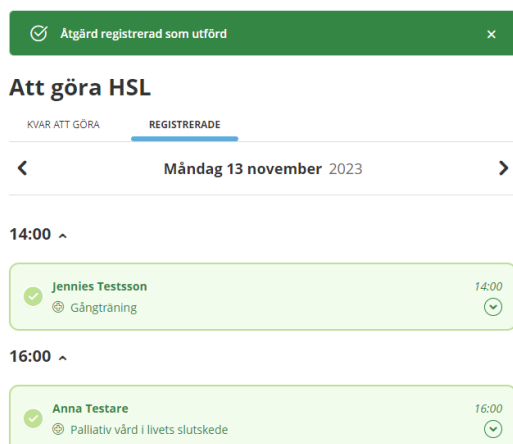 Åtgärd registrerad som utförd
Att göra HSL
KVAR ATT GÖRA REGISTRERADE
Måndag 13 november 2023
14:00
Jennies Testsson 14:00
Gångträning
16:00
Anna Testare 16:00
Palliativ vård i livets slutskede